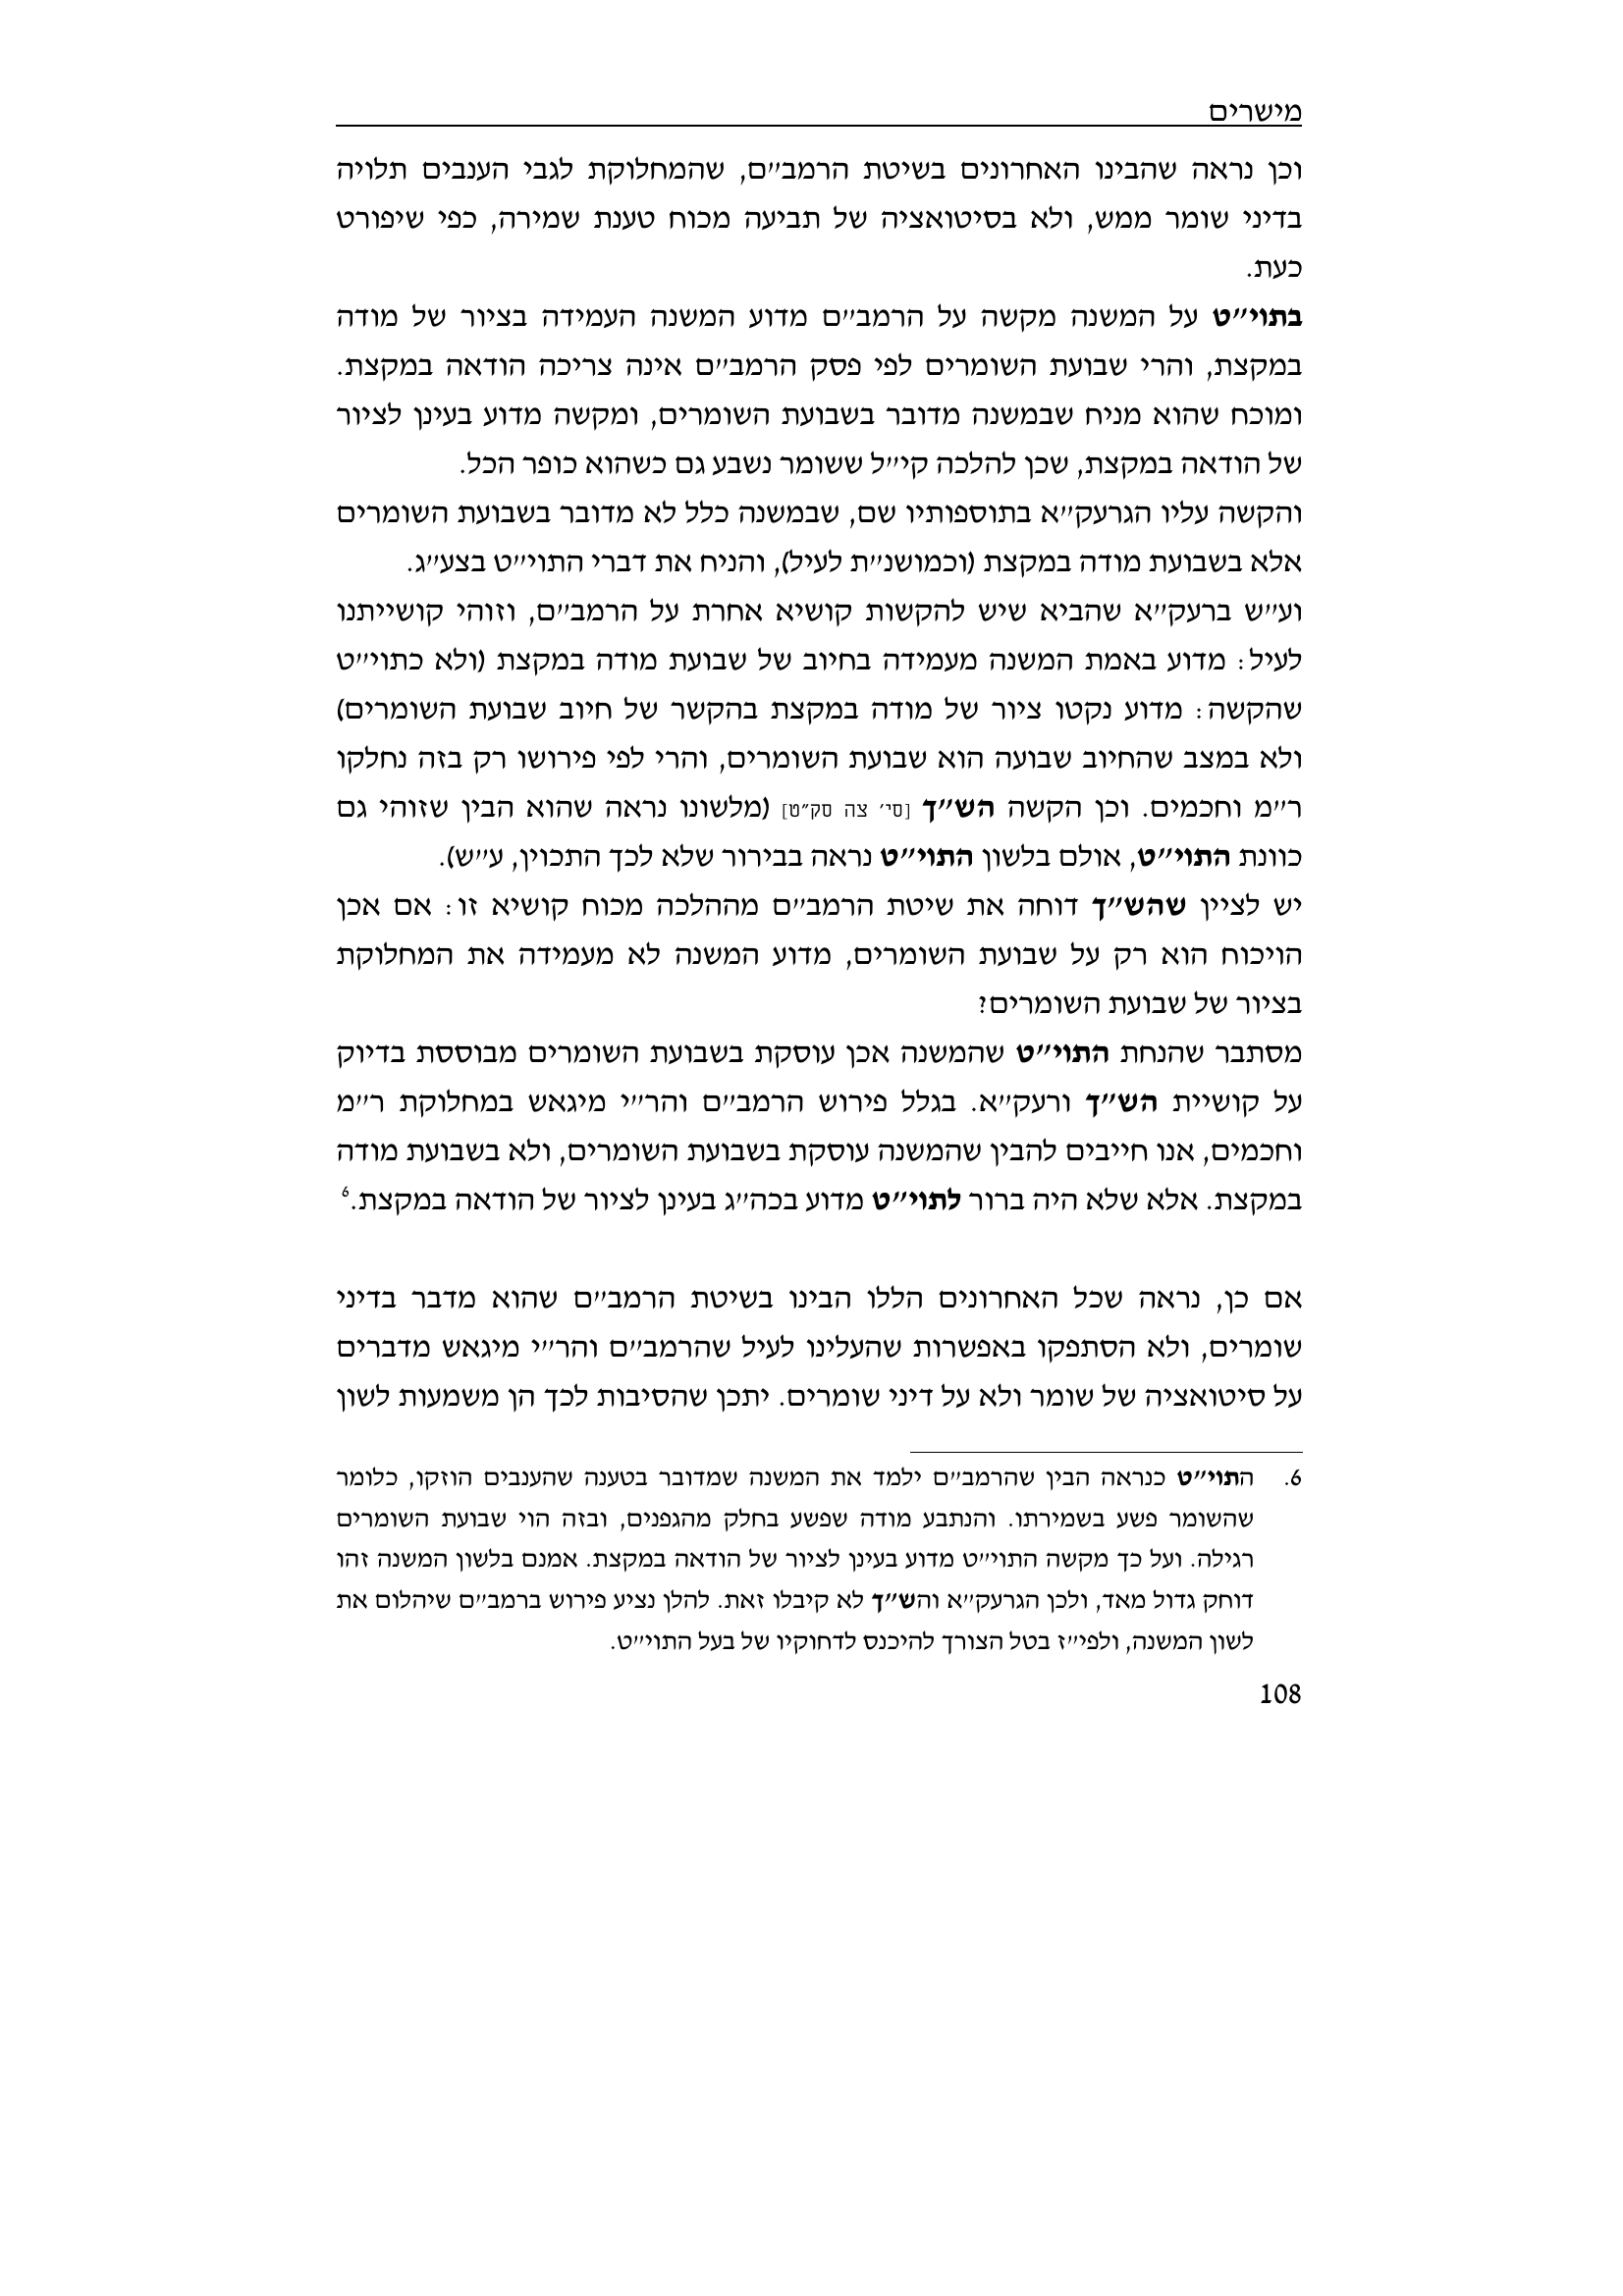 מישרים
וכן נראה שהבינו האחרונים בשיטת הרמב״ם, שהמחלוקת לגבי הענבים תלויה
בדיני שומר ממש, ולא בסיטואציה של תביעה מכוח טענת שמירה, כפי שיפורט
כעת.
בתוי״ט על המשנה מקשה על הרמב״ם מדוע המשנה העמידה בציור של מודה
במקצת, והרי שבועת השומרים לפי פסק הרמב״ם אינה צריכה הודאה במקצת.
ומוכח שהוא מניח שבמשנה מדובר בשבועת השומרים, ומקשה מדוע בעינן לציור
של הודאה במקצת, שכן להלכה קי״ל ששומר נשבע גם כשהוא כופר הכל.
והקשה עליו הגרעק״א בתוספותיו שם, שבמשנה כלל לא מדובר בשבועת השומרים
אלא בשבועת מודה במקצת (וכמושנ״ת לעיל), והניח את דברי התוי״ט בצע״ג.
וע״ש ברעק״א שהביא שיש להקשות קושיא אחרת על הרמב״ם, וזוהי קושייתנו
לעיל: מדוע באמת המשנה מעמידה בחיוב של שבועת מודה במקצת (ולא כתוי״ט
שהקשה: מדוע נקטו ציור של מודה במקצת בהקשר של חיוב שבועת השומרים)
ולא במצב שהחיוב שבועה הוא שבועת השומרים, והרי לפי פירושו רק בזה נחלקו
ר״מ וחכמים. וכן הקשה הש״ך [סי׳ צה סק״ט] (מלשונו נראה שהוא הבין שזוהי גם
כוונת התוי״ט, אולם בלשון התוי״ט נראה בבירור שלא לכך התכוין, ע״ש).
יש לציין שהש״ך דוחה את שיטת הרמב״ם מההלכה מכוח קושיא זו: אם אכן
הויכוח הוא רק על שבועת השומרים, מדוע המשנה לא מעמידה את המחלוקת
בציור של שבועת השומרים?
מסתבר שהנחת התוי״ט שהמשנה אכן עוסקת בשבועת השומרים מבוססת בדיוק
על קושיית הש״ך ורעק״א. בגלל פירוש הרמב״ם והר״י מיגאש במחלוקת ר״מ
וחכמים, אנו חייבים להבין שהמשנה עוסקת בשבועת השומרים, ולא בשבועת מודה
במקצת. אלא שלא היה ברור לתוי״ט מדוע בכה״ג בעינן לציור של הודאה במקצת.6
אם כן, נראה שכל האחרונים הללו הבינו בשיטת הרמב״ם שהוא מדבר בדיני
שומרים, ולא הסתפקו באפשרות שהעלינו לעיל שהרמב״ם והר״י מיגאש מדברים
על סיטואציה של שומר ולא על דיני שומרים. יתכן שהסיבות לכך הן משמעות לשון
6. התוי״ט כנראה הבין שהרמב״ם ילמד את המשנה שמדובר בטענה שהענבים הוזקו, כלומר
שהשומר פשע בשמירתו. והנתבע מודה שפשע בחלק מהגפנים, ובזה הוי שבועת השומרים
רגילה. ועל כך מקשה התוי״ט מדוע בעינן לציור של הודאה במקצת. אמנם בלשון המשנה זהו
דוחק גדול מאד, ולכן הגרעק״א והש״ך לא קיבלו זאת. להלן נציע פירוש ברמב״ם שיהלום את
לשון המשנה, ולפי״ז בטל הצורך להיכנס לדחוקיו של בעל התוי״ט.
108